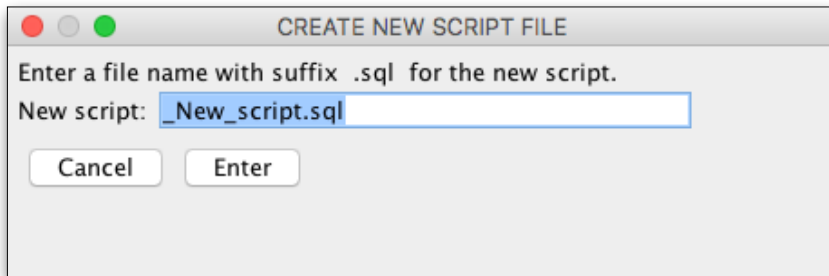 CREATE NEW SCRIPT FILE
Enter a file name with suffix .sql for the new script.
New script: _New_script.sql
Cancel Enter